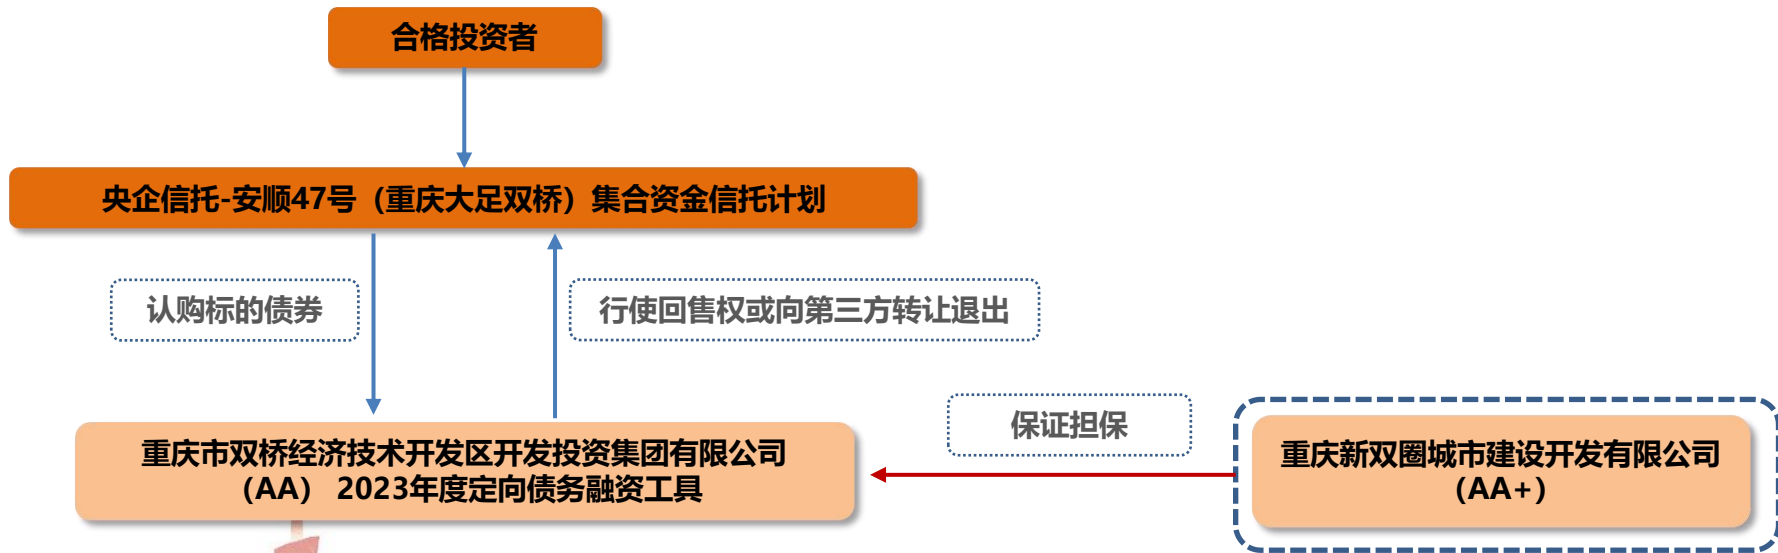 合格投资者
央企信托-安顺47号（重庆大足双桥）集合资金信托计划
认购标的债券
行使回售权或向第三方转让退出
保证担保
重庆市双桥经济技术开发区开发投资集团有限公司
（AA） 2023年度定向债务融资工具
重庆新双圈城市建设开发有限公司
（AA+）